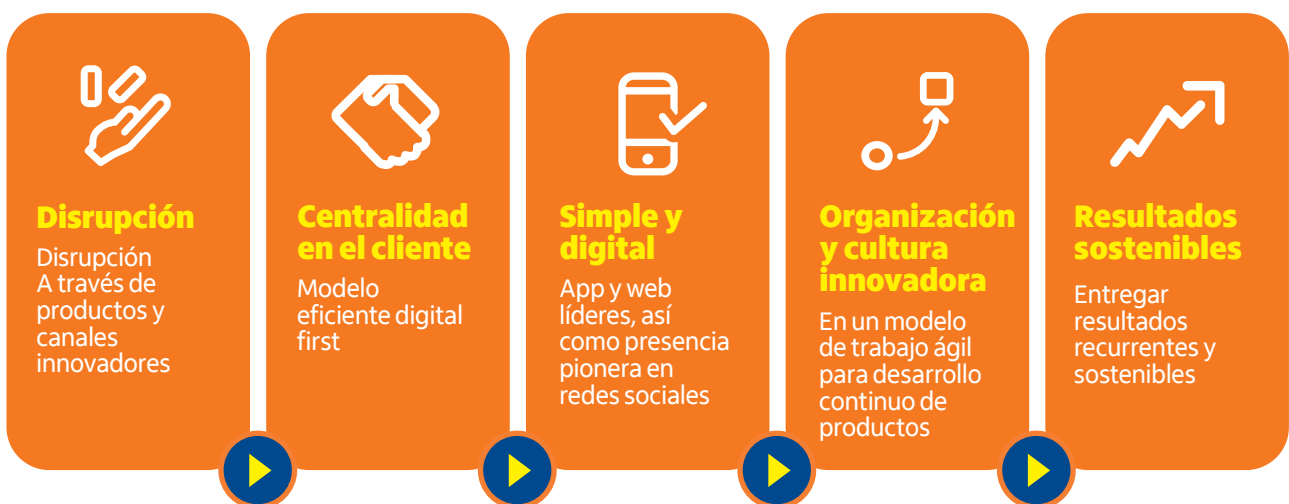 Disrupción
Disrupción
A través de
productos y
canales
innovadores
Centralidad
en el cliente
Modelo
eficiente digital
first
Simple y
digital
App y web
líderes, así
como presencia
pionera en
redes sociales
Organización
y cultura
innovadora
En un modelo
de trabajo ágil
para desarrollo
continuo de
productos
Resultados
sostenibles
Entregar
resultados
recurrentes y
sostenibles